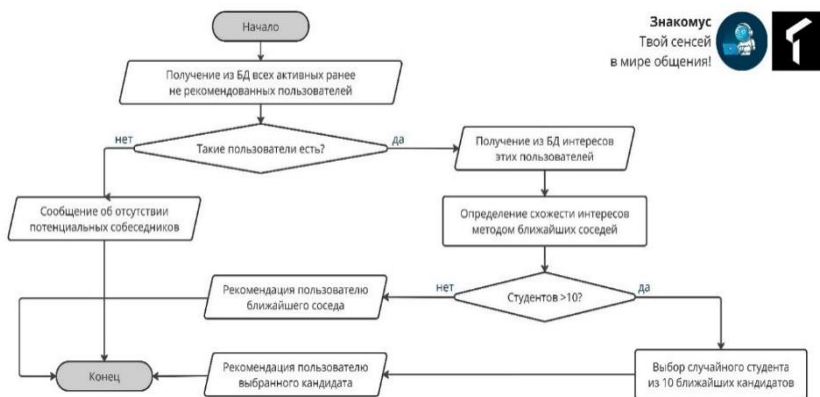 Начало
Знакомус
Твой сенсей
в мире общения!
Получение из БД всех активных ранее
не рекомендованных пользователей
нет
Такие пользователи есть?
да
Получение из БД интересов
этих пользователей
Сообщение об отсутствии
потенциальных собеседников
Определение схожести интересов
методом ближайших соседей
Рекомендация пользователю
ближайшего соседа
нет
Студентов >10?
да
Конец
Рекомендация пользователю
выбранного кандидата
Выбор случайного студента
из 10 ближайших кандидатов